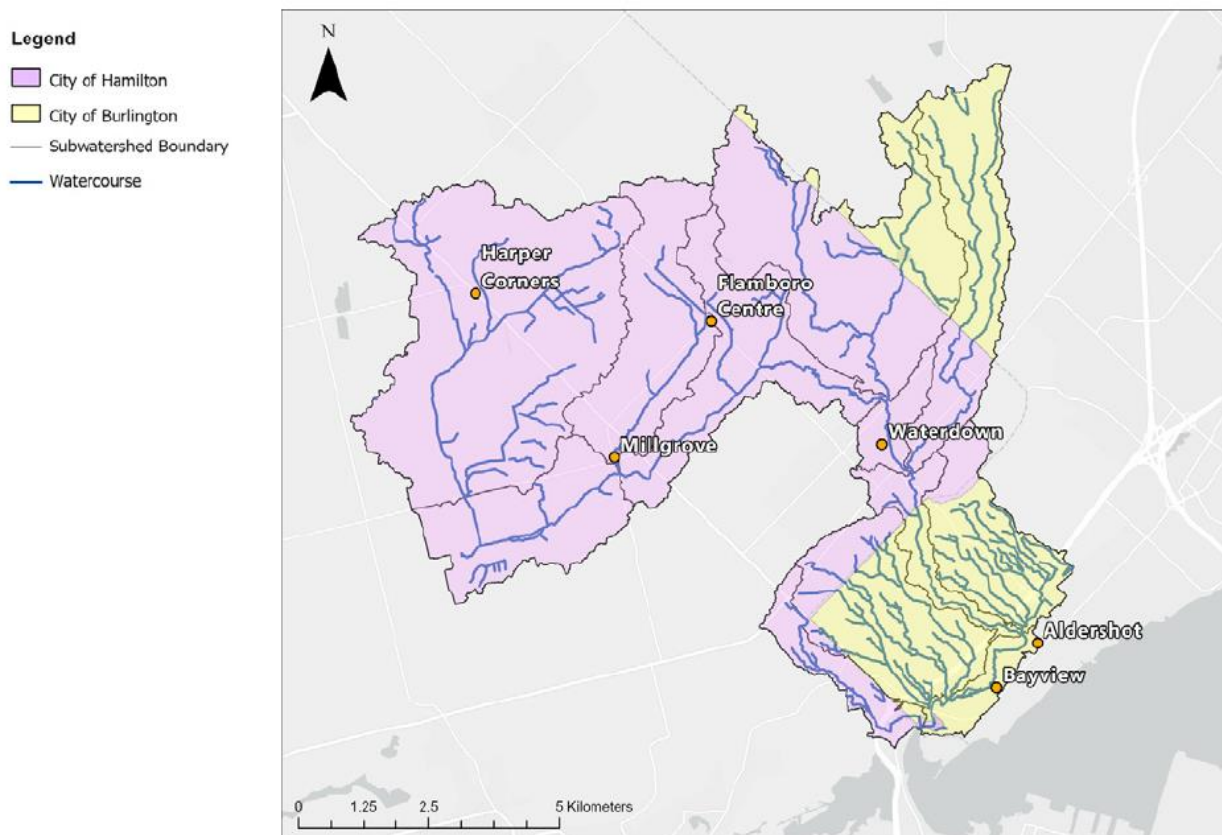 Legend
City of Hamilton
City of Burlington
Subwatershed Boundary
Watercourse
N
Harper
Corners
Flamboro
Centre
Millgrove
Waterdown
Aldershot
Bayview
0 1.25 2.5 5 Kilometers